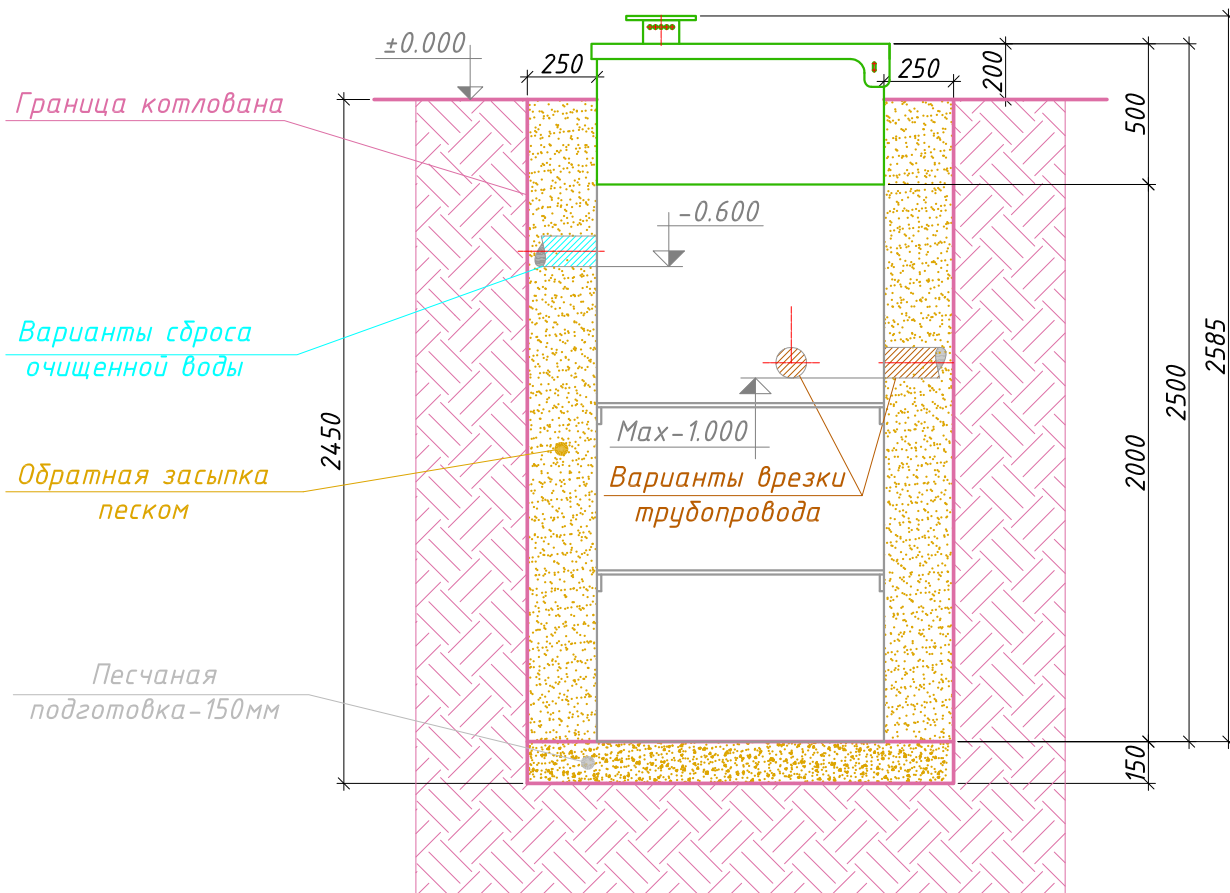 ±0.000
250
250
200
Граница котлована
500
-0.600
Варианты сброса
очищенной воды
2585
2500
2450
Max-1.000
2000
Обратная засыпка
песком
Варианты врезки
трубопровода
Песчаная
подготовка-150мм
150